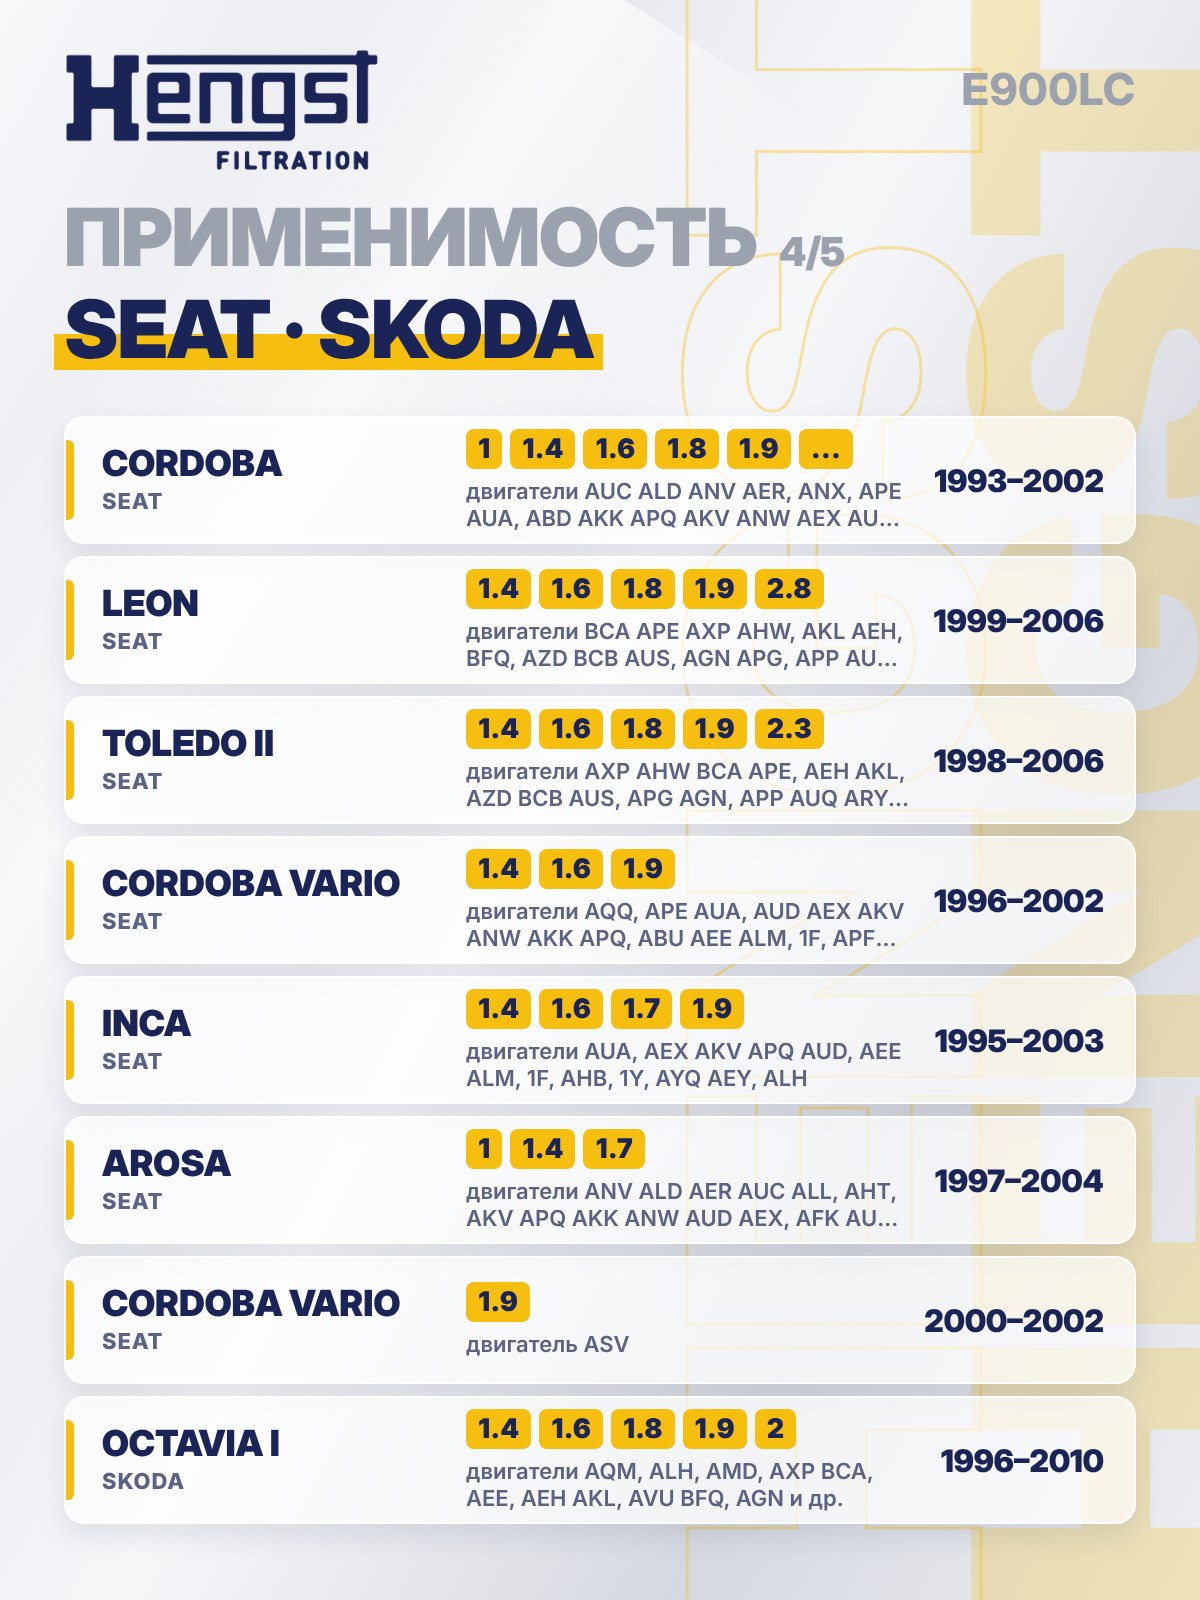 Hengst
FILTRATION
E900LC
ПРИМЕНИМОСТЬ 4/5
SEAT · SKODA
CORDOBA
SEAT
1 1.4 1.6 1.8 1.9 ...
двигатели AUC ALD ANV AER, ANX, APE
AUA, ABD AKK APQ AKV ANW AEX AU...
1993–2002
LEON
SEAT
1.4 1.6 1.8 1.9 2.8
двигатели BCA APE AXP AHW, AKL AEH,
BFQ, AZD BCB AUS, AGN APG, APP AU...
1999–2006
TOLEDO II
SEAT
1.4 1.6 1.8 1.9 2.3
двигатели AXP AHW BCA APE, AEH AKL,
AZD BCB AUS, APG AGN, APP AUQ ARY...
1998–2006
CORDOBA VARIO
SEAT
1.4 1.6 1.9
двигатели AQQ, APE AUA, AUD AEX AKV
ANW AKK APQ, ABU AEE ALM, 1F, APF...
1996–2002
INCA
SEAT
1.4 1.6 1.7 1.9
двигатели AUA, AEX AKV APQ AUD, AEE
ALM, 1F, AHB, 1Y, AYQ AEY, ALH
1995–2003
AROSA
SEAT
1 1.4 1.7
двигатели ANV ALD AER AUC ALL, AHT,
AKV APQ AKK ANW AUD AEX, AFK AU...
1997–2004
CORDOBA VARIO
SEAT
1.9
двигатель ASV
2000–2002
OCTAVIA I
SKODA
1.4 1.6 1.8 1.9 2
двигатели AQM, ALH, AMD, AXP BCA,
AEE, AEH AKL, AVU BFQ, AGN и др.
1996–2010
HENGST
HENGST